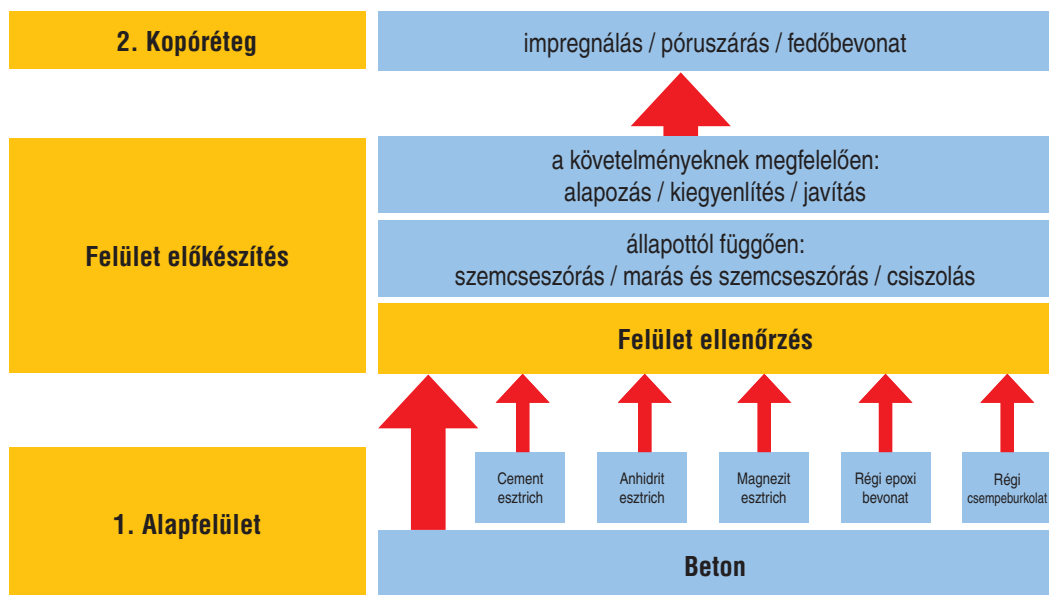 2. Kopóréteg
impregnálás / póruszárás / fedőbevonat
Felület előkészítés
a követelményeknek megfelelően:
alapozás / kiegyenlítés / javítás
állapottól függően:
szemcseszórás / marás és szemcseszórás / csiszolás
Felület ellenőrzés
1. Alapfelület
Cement
esztrich
Anhidrit
esztrich
Magnezit
esztrich
Régi epoxi
bevonat
Régi
csempeburkolat
Beton